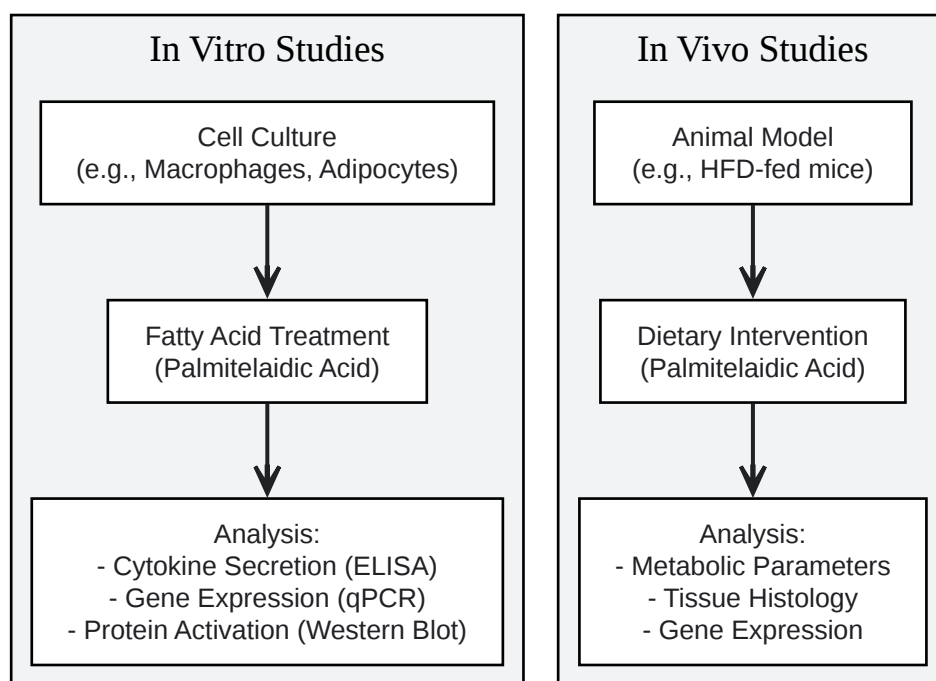 In Vitro Studies
Cell Culture
(e.g., Macrophages, Adipocytes)
Fatty Acid Treatment
(Palmitelaidic Acid)
Analysis:
- Cytokine Secretion (ELISA)
- Gene Expression (qPCR)
- Protein Activation (Western Blot)
In Vivo Studies
Animal Model
(e.g., HFD-fed mice)
Dietary Intervention
(Palmitelaidic Acid)
Analysis:
- Metabolic Parameters
- Tissue Histology
- Gene Expression